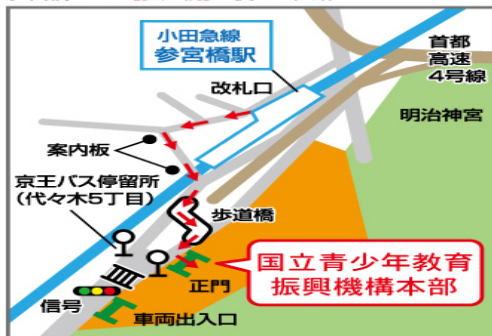 小田急線
参宮橋駅
首都
高速
4号線
改札口
明治神宮
案内板
京王バス停留所
(代々木5丁目)
歩道橋
国立青少年教育
振興機構本部
正門
信号
車両出入口